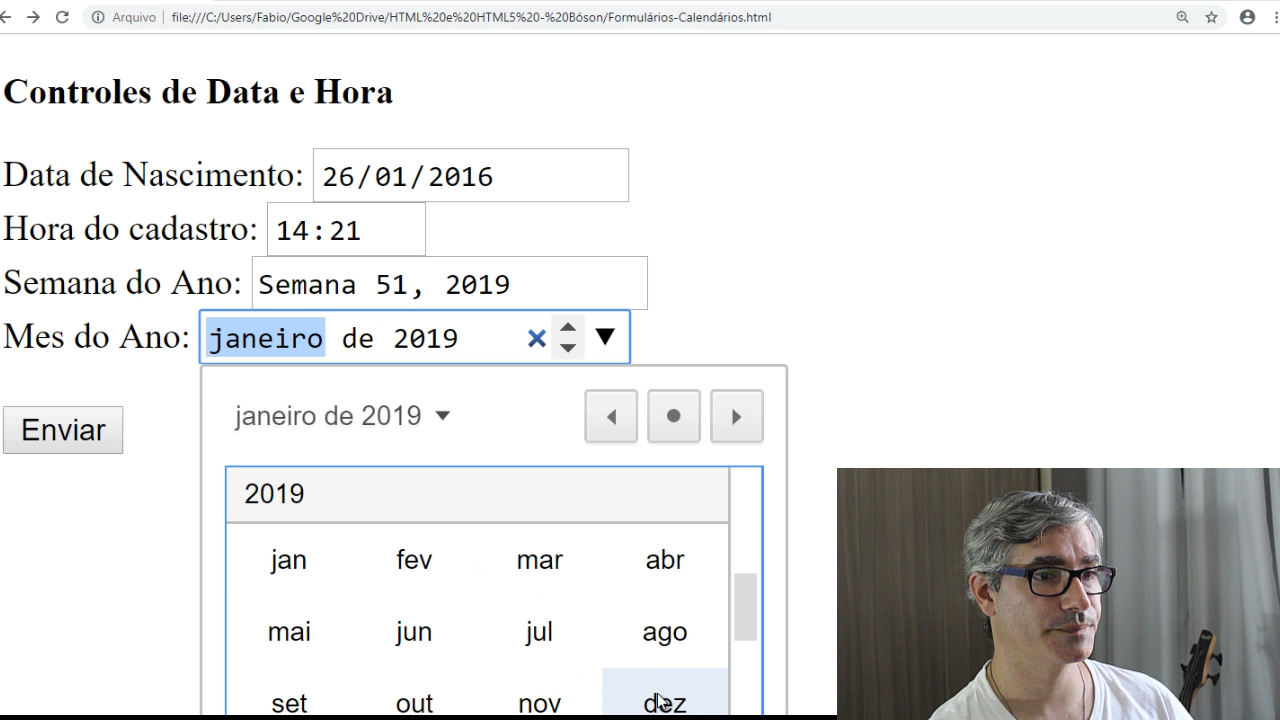 Arquivo file:///C:/Users/Fabio/Google%20Drive/HTML%20e%20HTML5%20-%20Bóson/Formulários-Calendários.html
Controles de Data e Hora
Data de Nascimento: 26/01/2016
Hora do cadastro: 14:21
Semana do Ano: Semana 51, 2019
Mes do Ano: janeiro de 2019
Enviar
janeiro de 2019
2019
jan fev mar abr
mai jun jul ago
set out nov dez